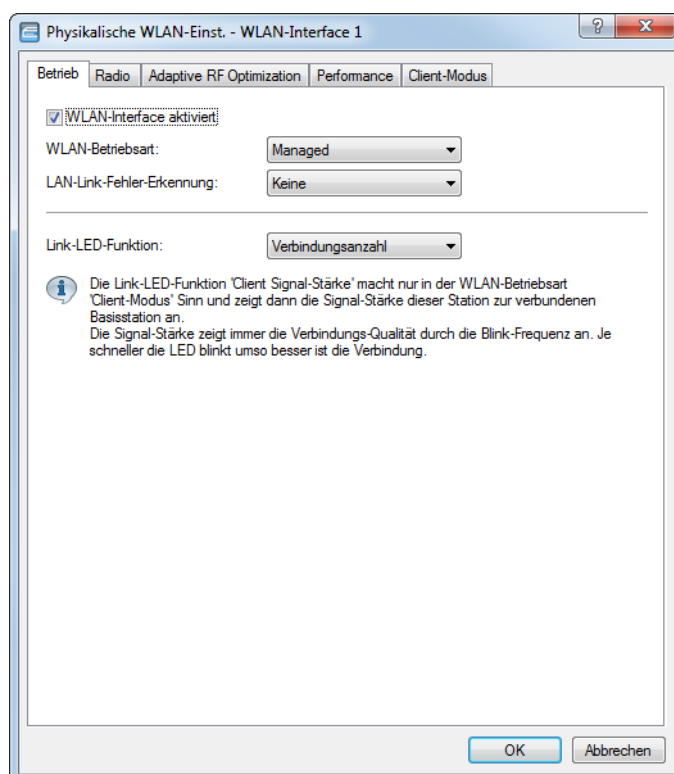 Physikalische WLAN-Einst. - WLAN-Interface 1
?
Betrieb Radio Adaptive RF Optimization Performance Client-Modus
WLAN-Interface aktiviert
WLAN-Betriebsart: Managed
LAN-Link-Fehler-Erkennung: Keine
Link-LED-Funktion: Verbindungsanzahl
Die Link-LED-Funktion 'Client Signal-Stärke' macht nur in der WLAN-Betriebsart
'Client-Modus' Sinn und zeigt dann die Signal-Stärke dieser Station zur verbundenen
Basisstation an.
Die Signal-Stärke zeigt immer die Verbindungs-Qualität durch die Blink-Frequenz an. Je
schneller die LED blinkt umso besser ist die Verbindung.
OK Abbrechen